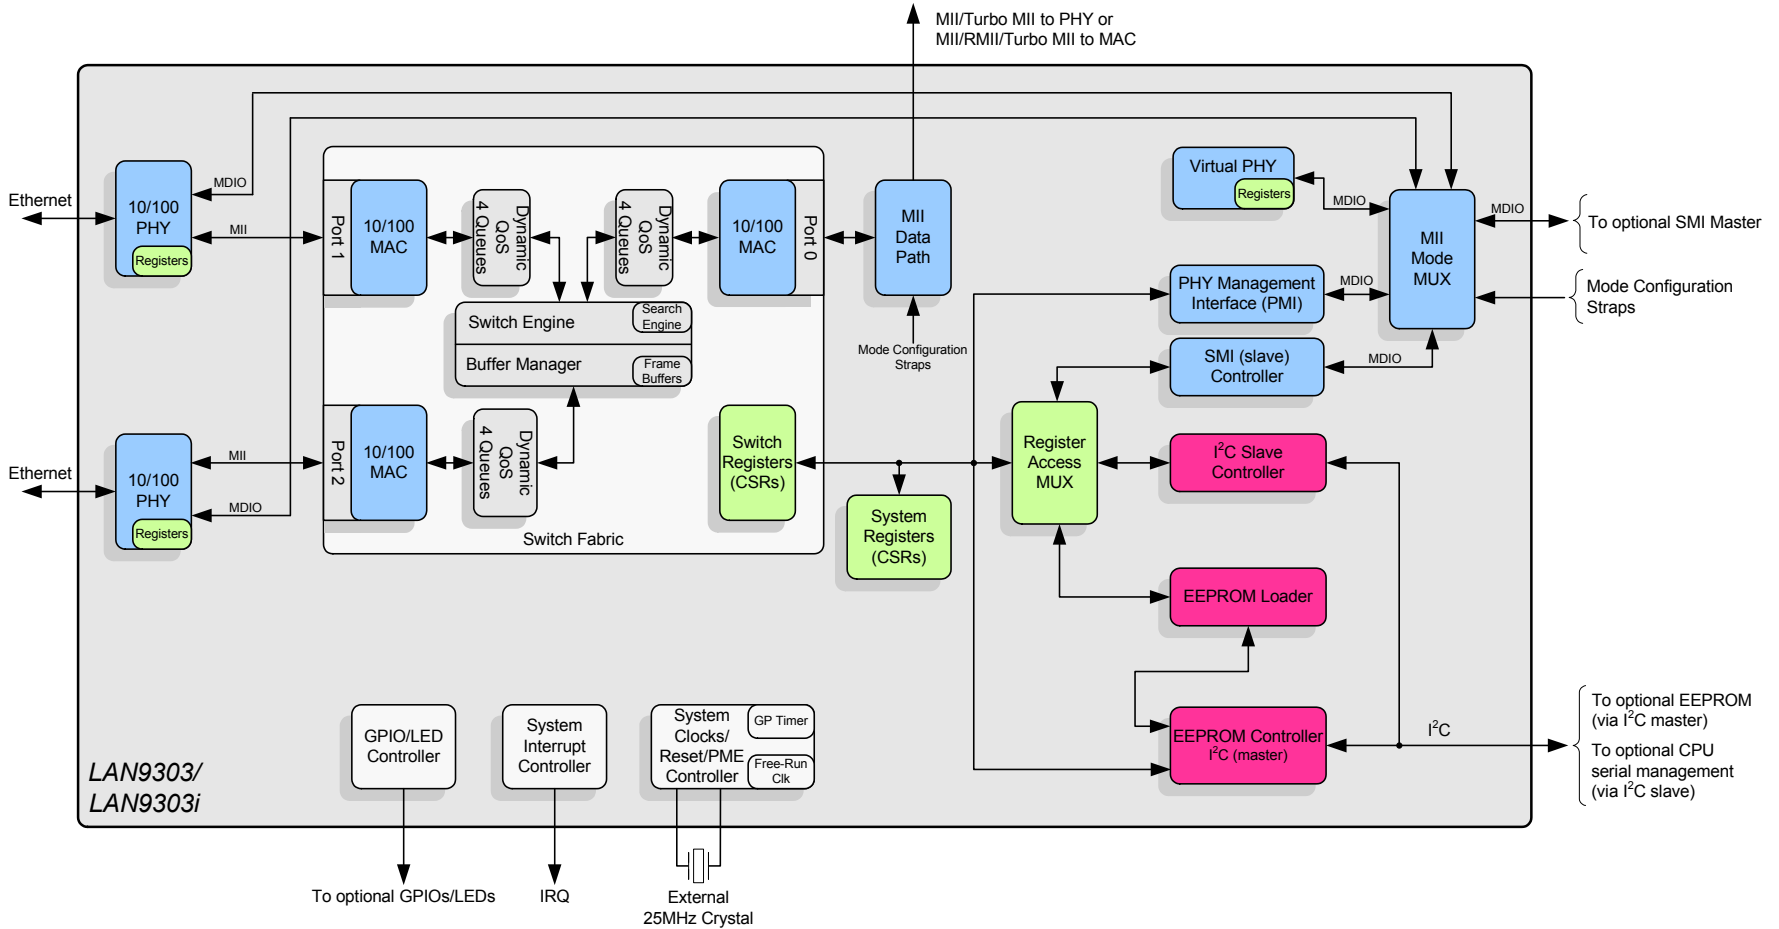 MII/Turbo MII to PHY or
MII/RMII/Turbo MII to MAC
Ethernet
10/100
PHY
Registers
MDIO
MII
Port 1
10/100
MAC
Dynamic
QoS
4 Queues
Dynamic
QoS
4 Queues
10/100
MAC
Port 0
MII
Data
Path
Mode Configuration
Straps
Switch Engine
Search
Engine
Buffer Manager
Frame
Buffers
Virtual PHY
Registers
MDIO
MII
Mode
MUX
MDIO
To optional SMI Master
Mode Configuration
Straps
PHY Management
Interface (PMI)
MDIO
SMI (slave)
Controller
MDIO
Ethernet
10/100
PHY
Registers
MII
MDIO
Port 2
10/100
MAC
Dynamic
QoS
4 Queues
Switch
Registers
(CSRs)
Switch Fabric
System
Registers
(CSRs)
Register
Access
MUX
I²C Slave
Controller
EEPROM Loader
EEPROM Controller
I²C (master)
I²C
To optional EEPROM
(via I²C master)
To optional CPU
serial management
(via I²C slave)
LAN9303/
LAN9303i
GPIO/LED
Controller
System
Interrupt
Controller
System
Clocks/
Reset/PME
Controller
GP Timer
Free-Run
Clk
To optional GPIOs/LEDs
IRQ
External
25MHz Crystal